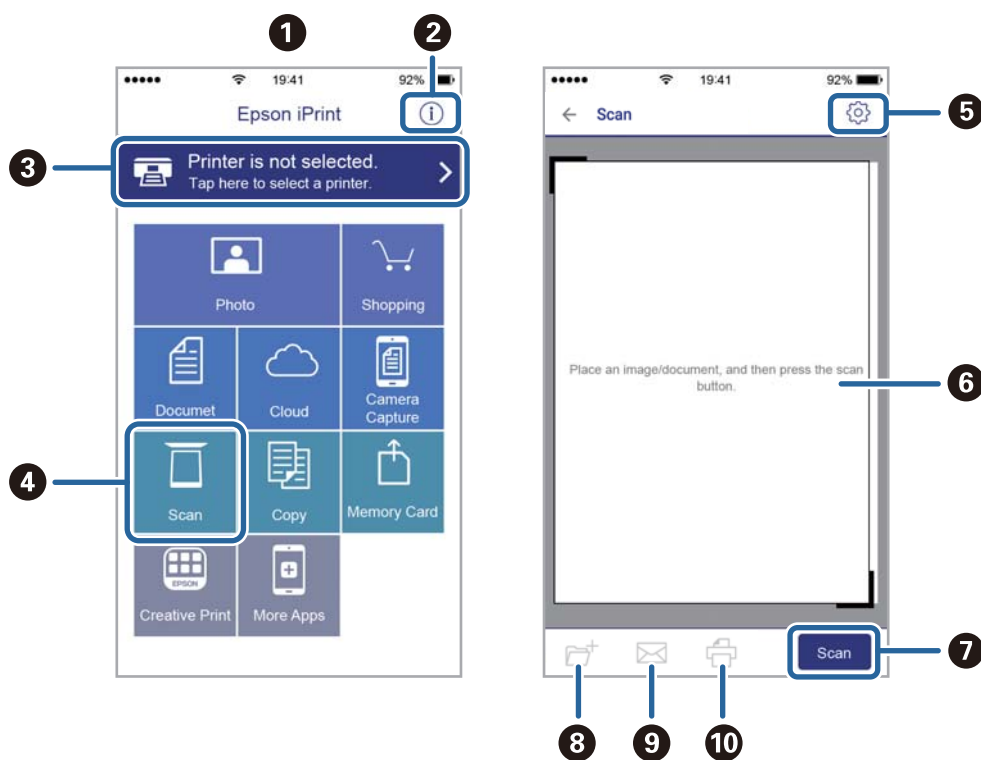 1
2
19:41
92%
Epson iPrint
i
3
Printer is not selected.
Tap here to select a printer.
Photo
Shopping
Documet
Cloud
Camera
Capture
4
Scan
Copy
Memory Card
EPSON
Creative Print
More Apps
19:41
92%
Scan
5
Place an image/document, and then press the scan
button.
6
Scan
7
8
9
10